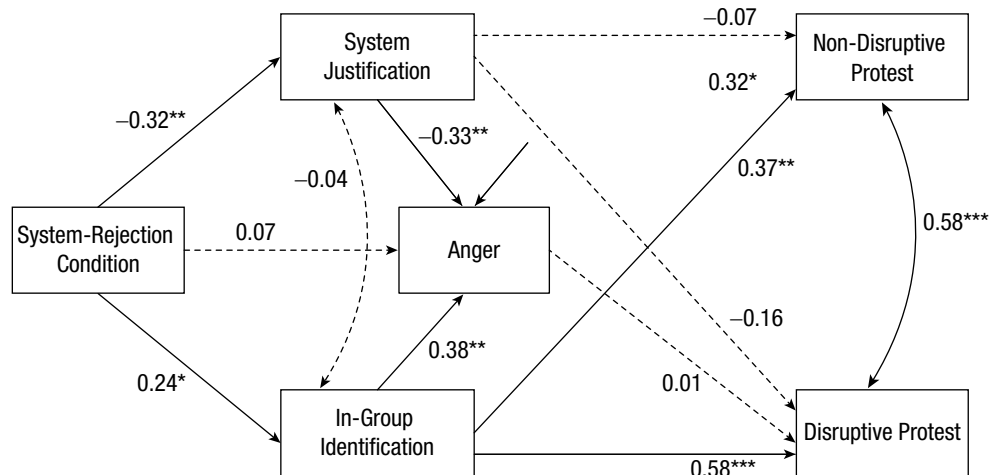 −0.07
System
Justification
Non-Disruptive
Protest
0.32*
−0.32**
−0.33**
−0.04
0.37**
System-Rejection
Condition
0.07
Anger
0.58***
−0.16
0.38**
0.24*
0.01
In-Group
Identification
Disruptive Protest
0.58***